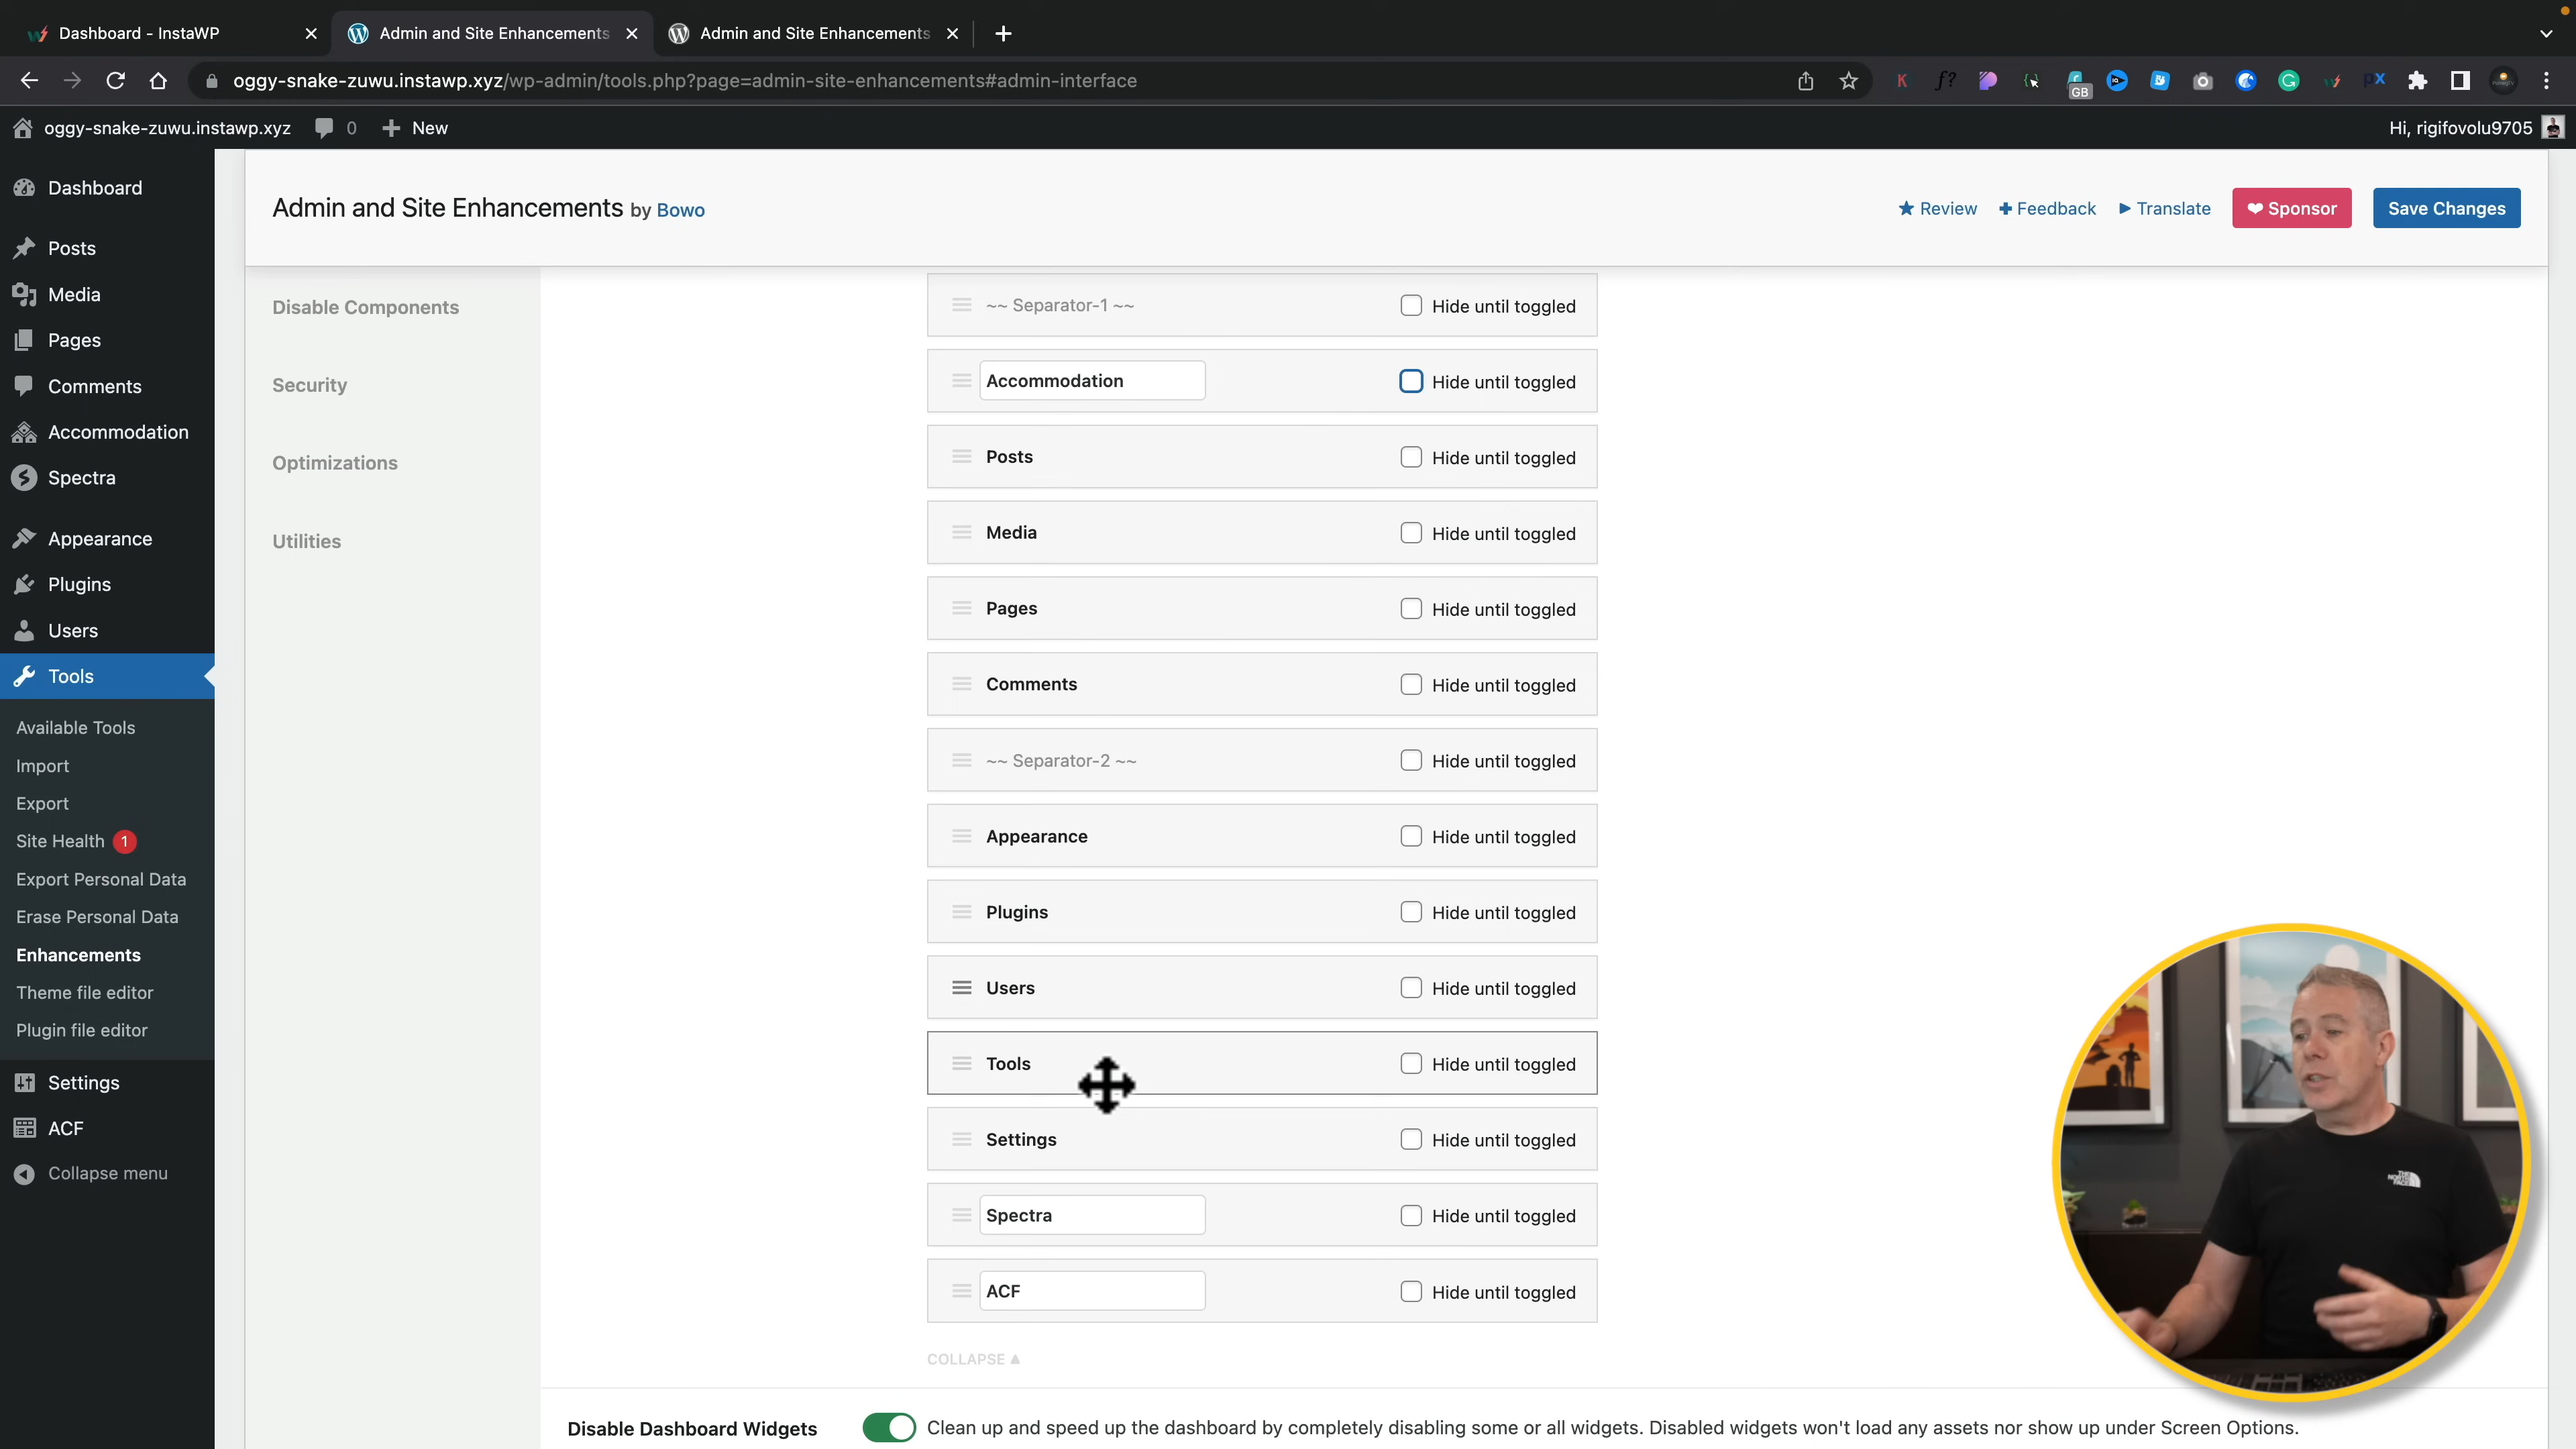 Dashboard - InstaWP
Admin and Site Enhancements
Admin and Site Enhancements
oggy-snake-zuwu.instawp.xyz/wp-admin/tools.php?page=admin-site-enhancements#admin-interface
GB
oggy-snake-zuwu.instawp.xyz 0 New
Hi, rigifovolu9705
Dashboard
Posts
Media
Pages
Comments
Accommodation
Spectra
Appearance
Plugins
Users
Tools
Available Tools
Import
Export
Site Health 1
Export Personal Data
Erase Personal Data
Enhancements
Theme file editor
Plugin file editor
Settings
ACF
Collapse menu
Admin and Site Enhancements by Bowo
Review Feedback Translate Sponsor Save Changes
Disable Components
Security
Optimizations
Utilities
~~ Separator-1 ~~ Hide until toggled
Accommodation Hide until toggled
Posts Hide until toggled
Media Hide until toggled
Pages Hide until toggled
Comments Hide until toggled
~~ Separator-2 ~~ Hide until toggled
Appearance Hide until toggled
Plugins Hide until toggled
Users Hide until toggled
Tools Hide until toggled
Settings Hide until toggled
Spectra Hide until toggled
ACF Hide until toggled
COLLAPSE ▲
Disable Dashboard Widgets Clean up and speed up the dashboard by completely disabling some or all widgets. Disabled widgets won't load any assets nor show up under Screen Options.
THE NORTH FACE